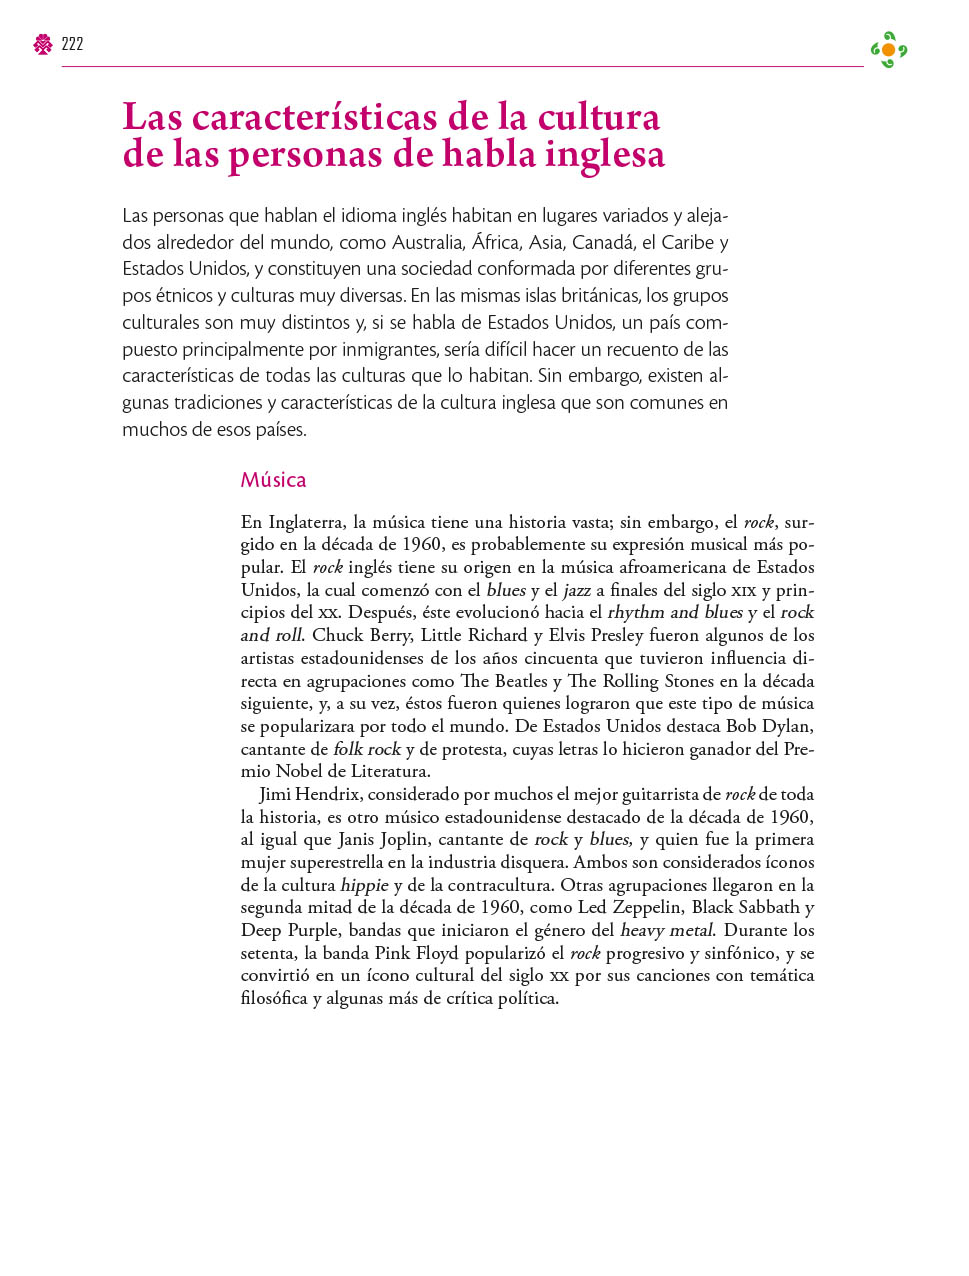 222
Las características de la cultura
de las personas de habla inglesa
Las personas que hablan el idioma inglés habitan en lugares variados y aleja-
dos alrededor del mundo, como Australia, África, Asia, Canadá, el Caribe y
Estados Unidos, y constituyen una sociedad conformada por diferentes gru-
pos étnicos y culturas muy diversas. En las mismas islas británicas, los grupos
culturales son muy distintos y, si se habla de Estados Unidos, un país com-
puesto principalmente por inmigrantes, sería difícil hacer un recuento de las
características de todas las culturas que lo habitan. Sin embargo, existen al-
gunas tradiciones y características de la cultura inglesa que son comunes en
muchos de esos países.
Música
En Inglaterra, la música tiene una historia vasta; sin embargo, el rock, sur-
gido en la década de 1960, es probablemente su expresión musical más po-
pular. El rock inglés tiene su origen en la música afroamericana de Estados
Unidos, la cual comenzó con el blues y el jazz a finales del siglo XIX y prin-
cipios del XX. Después, éste evolucionó hacia el rhythm and blues y el rock
and roll. Chuck Berry, Little Richard y Elvis Presley fueron algunos de los
artistas estadounidenses de los años cincuenta que tuvieron influencia di-
recta en agrupaciones como The Beatles y The Rolling Stones en la década
siguiente, y, a su vez, éstos fueron quienes lograron que este tipo de música
se popularizara por todo el mundo. De Estados Unidos destaca Bob Dylan,
cantante de folk rock y de protesta, cuyas letras lo hicieron ganador del Pre-
mio Nobel de Literatura.
Jimi Hendrix, considerado por muchos el mejor guitarrista de rock de toda
la historia, es otro músico estadounidense destacado de la década de 1960,
al igual que Janis Joplin, cantante de rock y blues, y quien fue la primera
mujer superestrella en la industria disquera. Ambos son considerados íconos
de la cultura hippie y de la contracultura. Otras agrupaciones llegaron en la
segunda mitad de la década de 1960, como Led Zeppelin, Black Sabbath y
Deep Purple, bandas que iniciaron el género del heavy metal. Durante los
setenta, la banda Pink Floyd popularizó el rock progresivo y sinfónico, y se
convirtió en un ícono cultural del siglo XX por sus canciones con temática
filosófica y algunas más de crítica política.